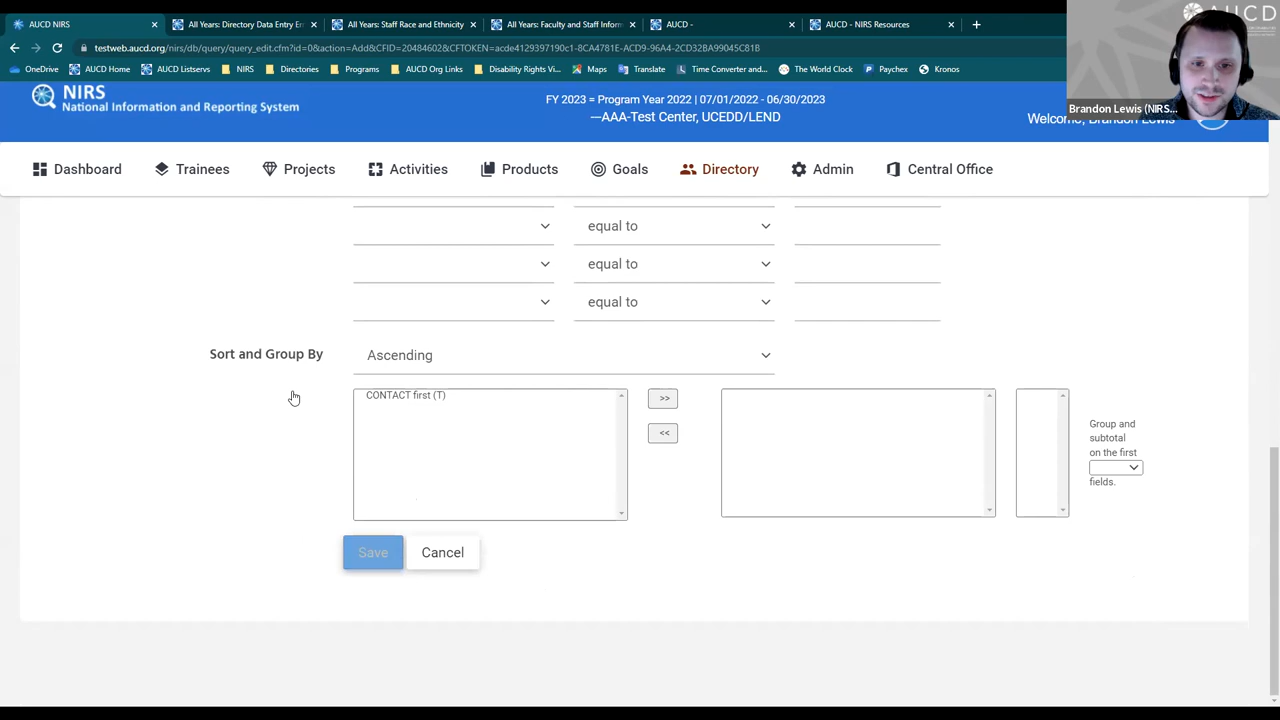 AUCD NIRS
All Years: Directory Data Entry Er
All Years: Staff Race and Ethnicity
All Years: Faculty and Staff Inform
AUCD -
AUCD - NIRS Resources
testweb.aucd.org/nirs/db/query/query_edit.cfm?id=0&action=Add&CFID=20484602&CFTOKEN=acde4129397190c1-8CA4781E-ACD9-96A4-2CD32BA99045C81B
OneDrive
AUCD Home
AUCD Listservs
NIRS
Directories
Programs
AUCD Org Links
Disability Rights Vi...
Maps
Translate
Time Converter and...
The World Clock
Paychex
Kronos
AUCD
Brandon Lewis (NIRS...
NIRS
National Information and Reporting System
FY 2023 = Program Year 2022 | 07/01/2022 - 06/30/2023
—AAA-Test Center, UCEDD/LEND
Welcome, Brandon Lewis
Dashboard
Trainees
Projects
Activities
Products
Goals
Directory
Admin
Central Office
equal to
equal to
equal to
Sort and Group By
Ascending
CONTACT first (T)
>>
<<
Group and
subtotal
on the first
fields.
Save
Cancel